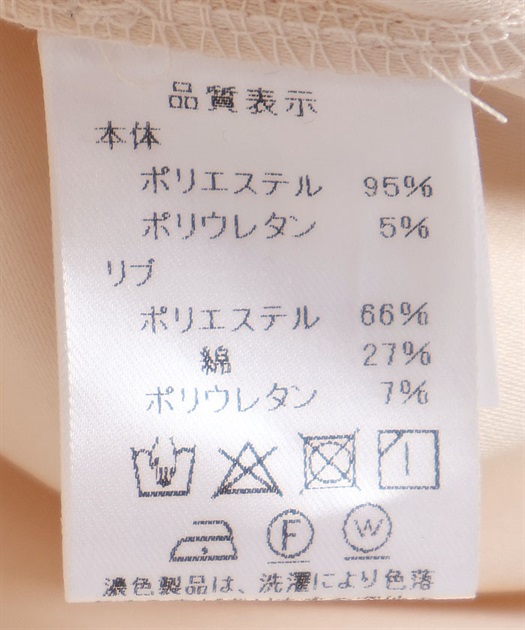 品質表示
本体
ポリエステル 95%
ポリウレタン 5%
リブ
ポリエステル 66%
綿 27%
ポリウレタン 7%
F W
濃色製品は、洗濯により色落